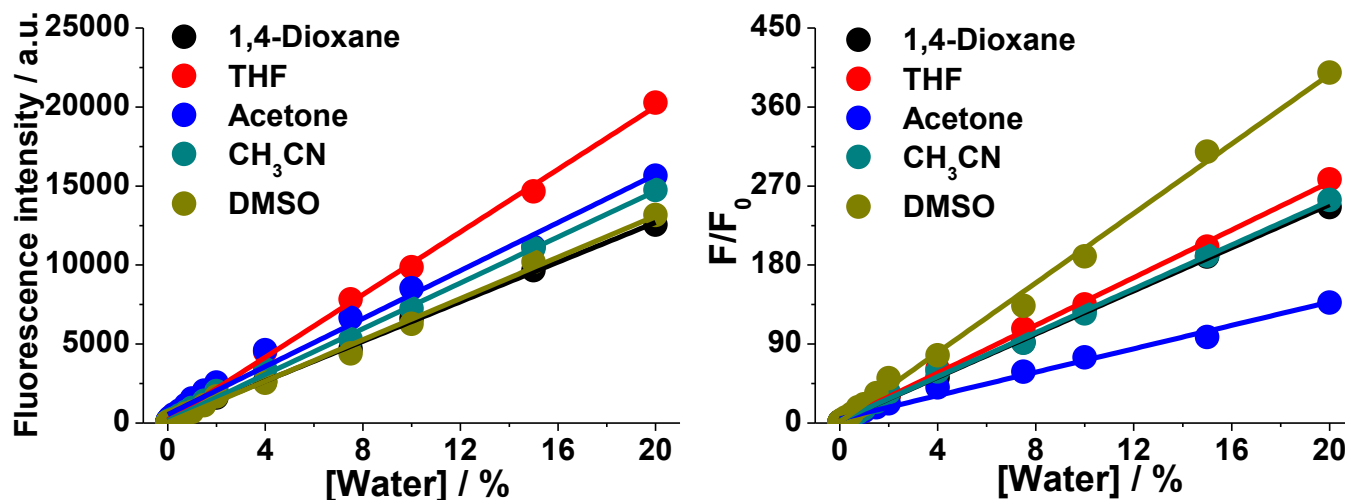 Fluorescence intensity / a.u.
25000
20000
15000
10000
5000
0
1,4-Dioxane
THF
Acetone
CH₃CN
DMSO
0 4 8 12 16 20
[Water] / %
F/F₀
450
360
270
180
90
0
1,4-Dioxane
THF
Acetone
CH₃CN
DMSO
0 4 8 12 16 20
[Water] / %